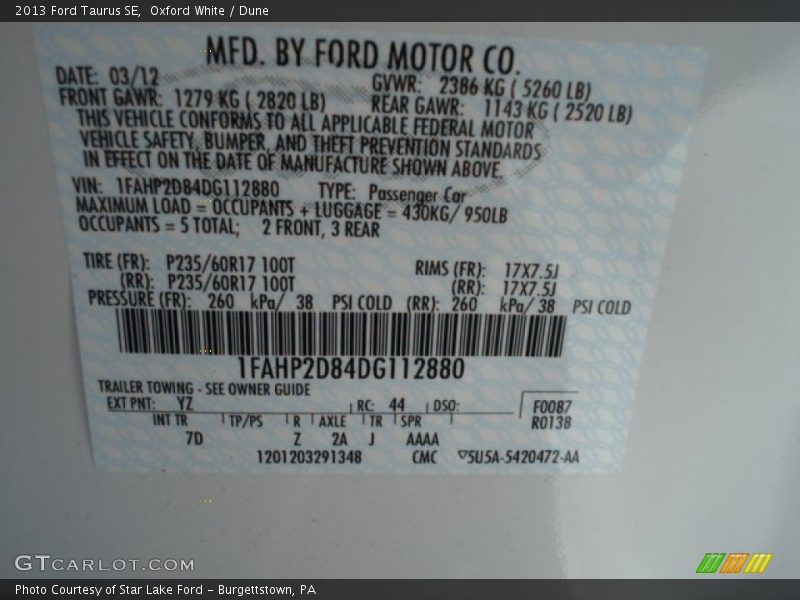 2013 Ford Taurus SE, Oxford White / Dune
MFD. BY FORD MOTOR CO.
DATE: 03/12 GVWR: 2386 KG ( 5260 LB)
FRONT GAWR: 1279 KG ( 2820 LB) REAR GAWR: 1143 KG ( 2520 LB)
THIS VEHICLE CONFORMS TO ALL APPLICABLE FEDERAL MOTOR
VEHICLE SAFETY, BUMPER, AND THEFT PREVENTION STANDARDS
IN EFFECT ON THE DATE OF MANUFACTURE SHOWN ABOVE.
VIN: 1FAHP2D84DG112880 TYPE: Passenger Car
MAXIMUM LOAD = OCCUPANTS + LUGGAGE = 430KG/ 950LB
OCCUPANTS = 5 TOTAL; 2 FRONT, 3 REAR
TIRE (FR): P235/60R17 100T RIMS (FR): 17X7.5J
(RR): P235/60R17 100T (RR): 17X7.5J
PRESSURE (FR): 260 kPa/ 38 PSI COLD (RR): 260 kPa/ 38 PSI COLD
1FAHP2D84DG112880
TRAILER TOWING - SEE OWNER GUIDE
EXT PNT: YZ RC: 44 DSO: F0087
INT TR TP/PS R AXLE TR SPR R0138
7D Z 2A J AAAA
1201203291348 CMC ▽5U5A-5420472-AA
GTCARLOT.COM
Photo Courtesy of Star Lake Ford - Burgettstown, PA